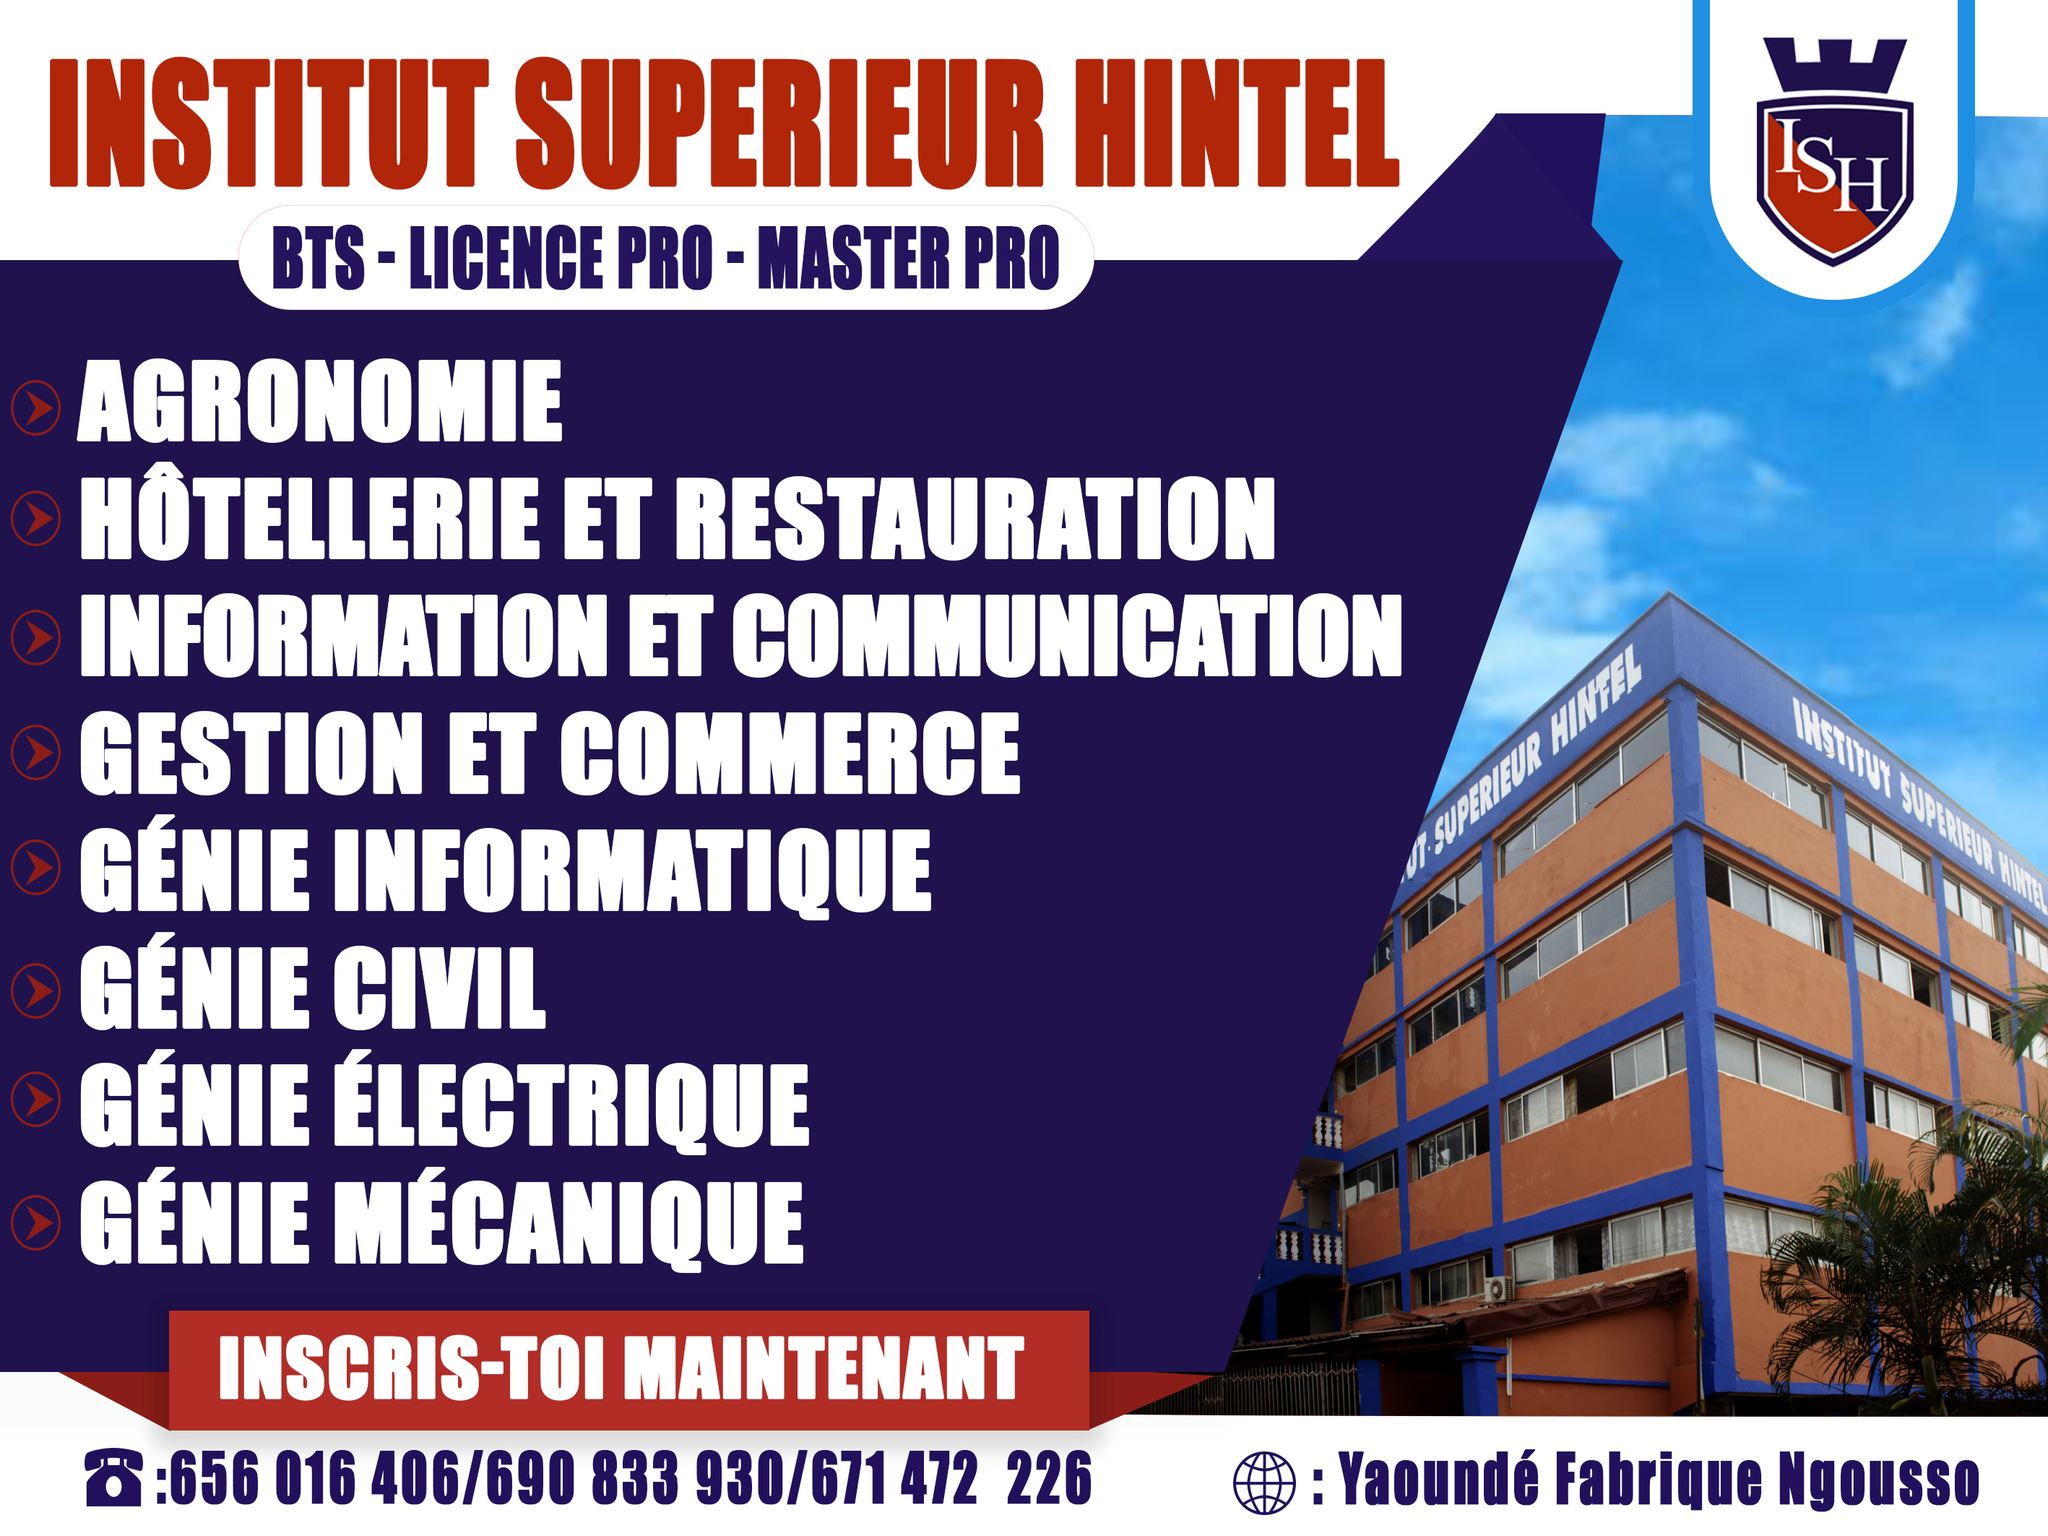 INSTITUT SUPERIEUR HINTEL
ISH
BTS - LICENCE PRO - MASTER PRO
AGRONOMIE
HÔTELLERIE ET RESTAURATION
INFORMATION ET COMMUNICATION
GESTION ET COMMERCE
GÉNIE INFORMATIQUE
GÉNIE CIVIL
GÉNIE ÉLECTRIQUE
GÉNIE MÉCANIQUE
UT SUPERIEUR HINTEL
INSTITUT SUPERIEUR HINTEL
INSCRIS-TOI MAINTENANT
:656 016 406/690 833 930/671 472 226
: Yaoundé Fabrique Ngousso